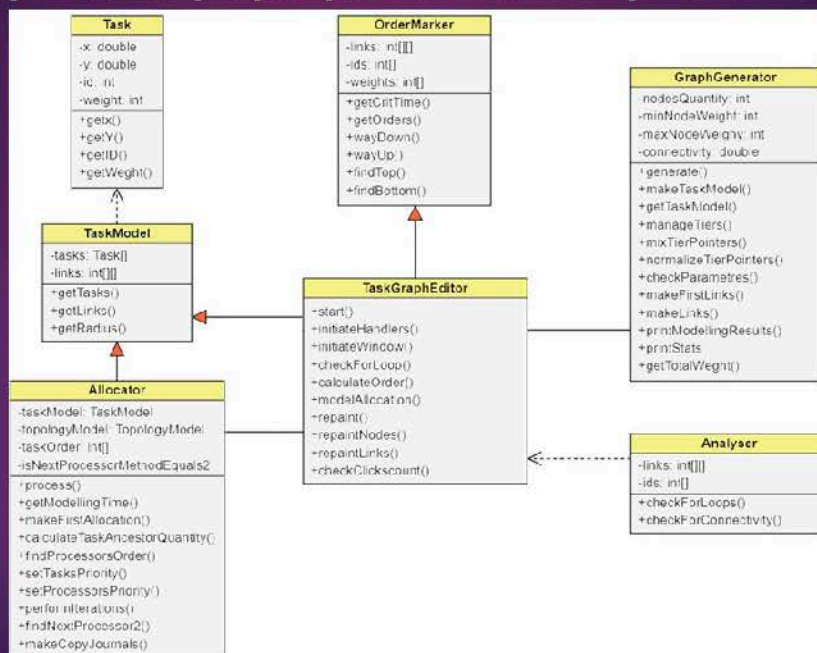 Task
-x: double
-y: double
-id: int
-weight: int
+getx()
+getY()
+getID()
+getWeght()
OrderMarker
-links: int[][]
-ids: int[]
-weights: int[]
+getCritTime()
+getOrders()
+wayDown()
+wayUp()
+findTop()
+findBottom()
GraphGenerator
-nodesQuantity: int
-minNodeWeight: int
-maxNodeWeighy: int
-connectivity: double
+generate()
+makeTaskModel()
+getTaskModel()
+manageTiers()
+mixTierPointers()
+normalizeTierPointers()
+checkParametres()
+makeFirstLinks()
+makeLinks()
+printModellingResults()
+printStats
+getTotalWeght()
TaskModel
-tasks: Task[]
-links: int[][]
+getTasks()
+getLinks()
+getRadius()
TaskGraphEditor
+start()
+initiateHandlers()
+initiateWindow()
+checkForLoop()
+calculateOrder()
+modelAllocation()
+repaint()
+repaintNodes()
+repaintLinks()
+checkClickscount()
Allocator
-taskModel: TaskModel
-topologyModel: TopologyModel
-taskOrder: int[]
-isNextProcessorMethodEquals2
+process()
+getModellingTime()
+makeFirstAllocation()
+calculateTaskAncestorQuantity()
+findProcessorsOrder()
+setTasksPriority()
+setProcessorsPriority()
+performIterations()
+findNextProcessor2()
+makeCopyJournals()
Analyser
-links: int[][]
-ids: int[]
+checkForLoops()
+checkForConnectivity()